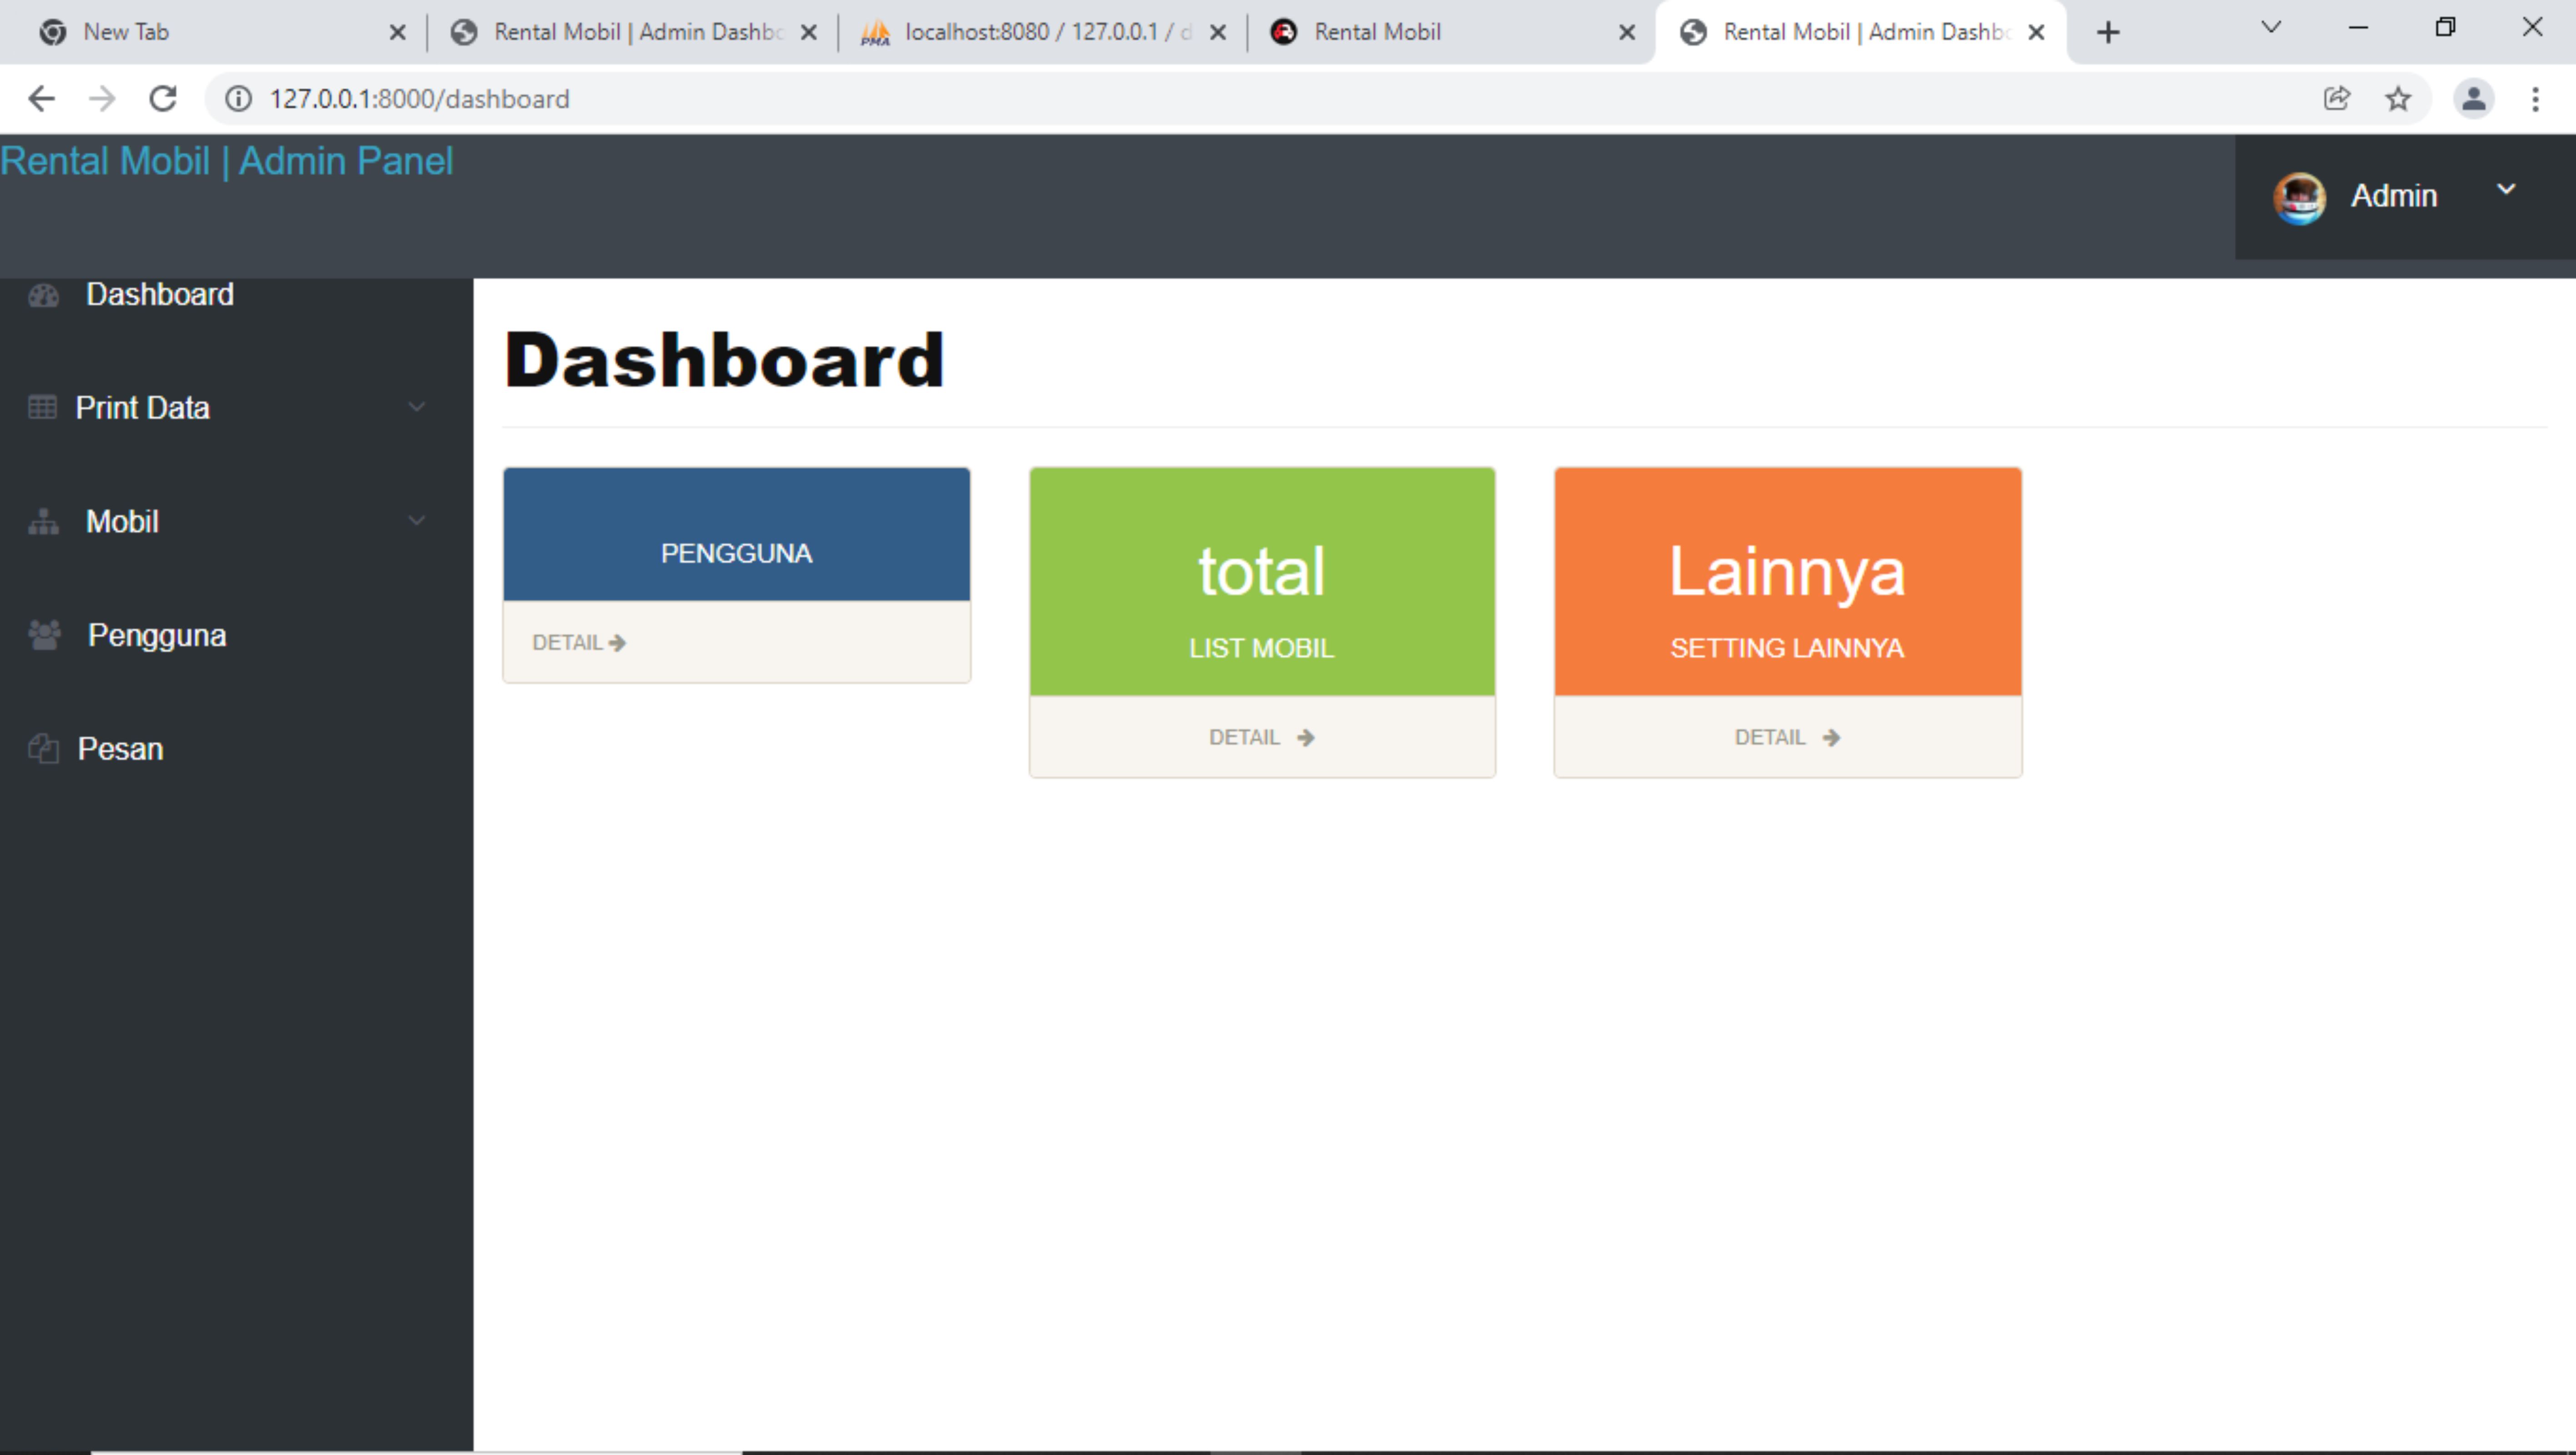 New Tab
Rental Mobil | Admin Dashbo
localhost:8080 / 127.0.0.1 / d
Rental Mobil
Rental Mobil | Admin Dashbo
127.0.0.1:8000/dashboard
Rental Mobil | Admin Panel
Admin
Dashboard
Print Data
Mobil
Pengguna
Pesan
Dashboard
PENGGUNA
DETAIL
total
LIST MOBIL
DETAIL
Lainnya
SETTING LAINNYA
DETAIL